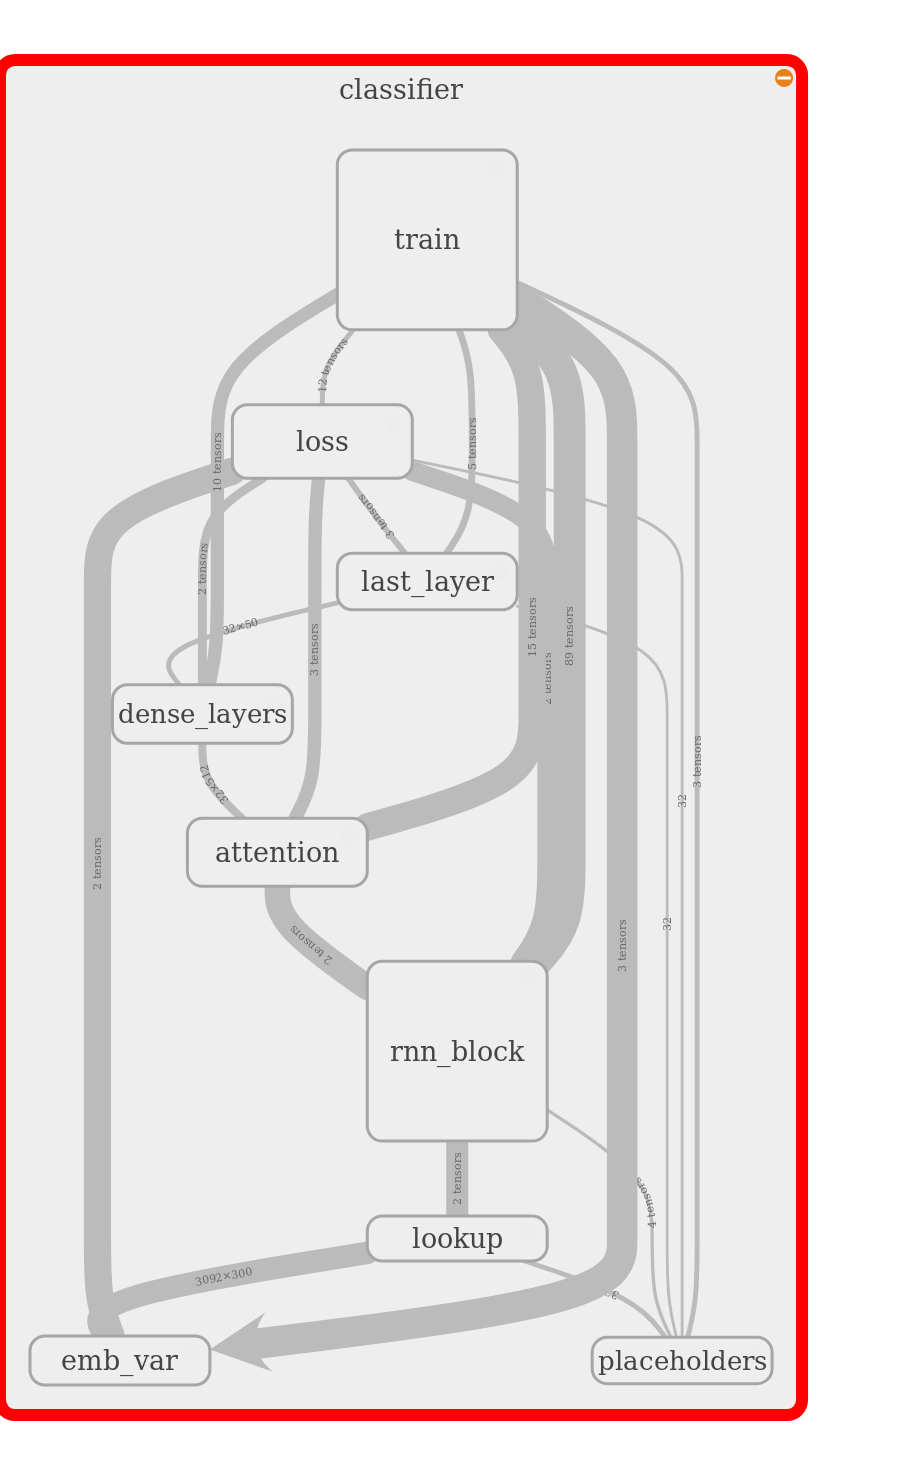 classifier
train
12 tensors
10 tensors
5 tensors
loss
3 tensors
2 tensors
last_layer
32×50
3 tensors
15 tensors
2 tensors
89 tensors
dense_layers
32×512
3 tensors
32
attention
2 tensors
32
3 tensors
2 tensors
rnn_block
2 tensors
4 tensors
lookup
3092×300
emb_var
placeholders